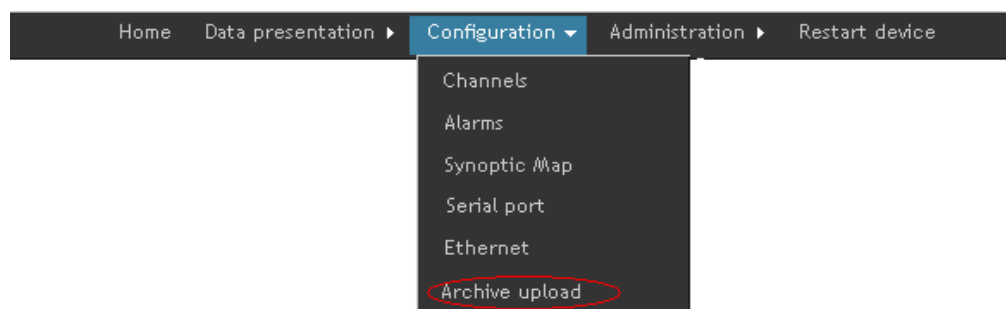 Home Data presentation ▸ Configuration ▾ Administration ▸ Restart device
Channels
Alarms
Synoptic Map
Serial port
Ethernet
Archive upload